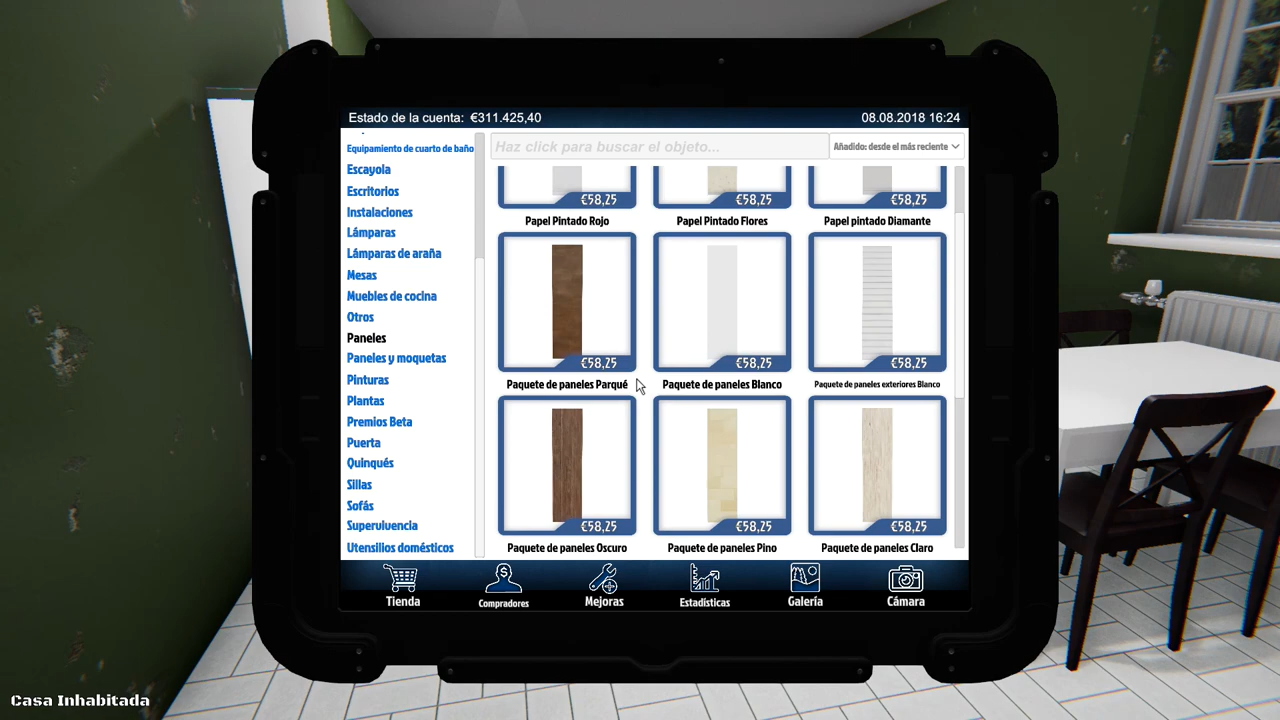 Estado de la cuenta: €311.425,40
08.08.2018 16:24
Equipamiento de cuarto de baño
Escayola
Escritorios
Instalaciones
Lámparas
Lámparas de araña
Mesas
Muebles de cocina
Otros
Paneles
Paneles y moquetas
Pinturas
Plantas
Premios Beta
Puerta
Quinqués
Sillas
Sofás
Supervivencia
Utensilios domésticos
Haz click para buscar el objeto...
Añadido: desde el más reciente
€58,25 €58,25 €58,25
Papel Pintado Rojo Papel Pintado Flores Papel pintado Diamante
€58,25 €58,25 €58,25
Paquete de paneles Parqué Paquete de paneles Blanco Paquete de paneles exteriores Blanco
€58,25 €58,25 €58,25
Paquete de paneles Oscuro Paquete de paneles Pino Paquete de paneles Claro
Tienda Compradores Mejoras Estadísticas Galería Cámara
Casa Inhabitada